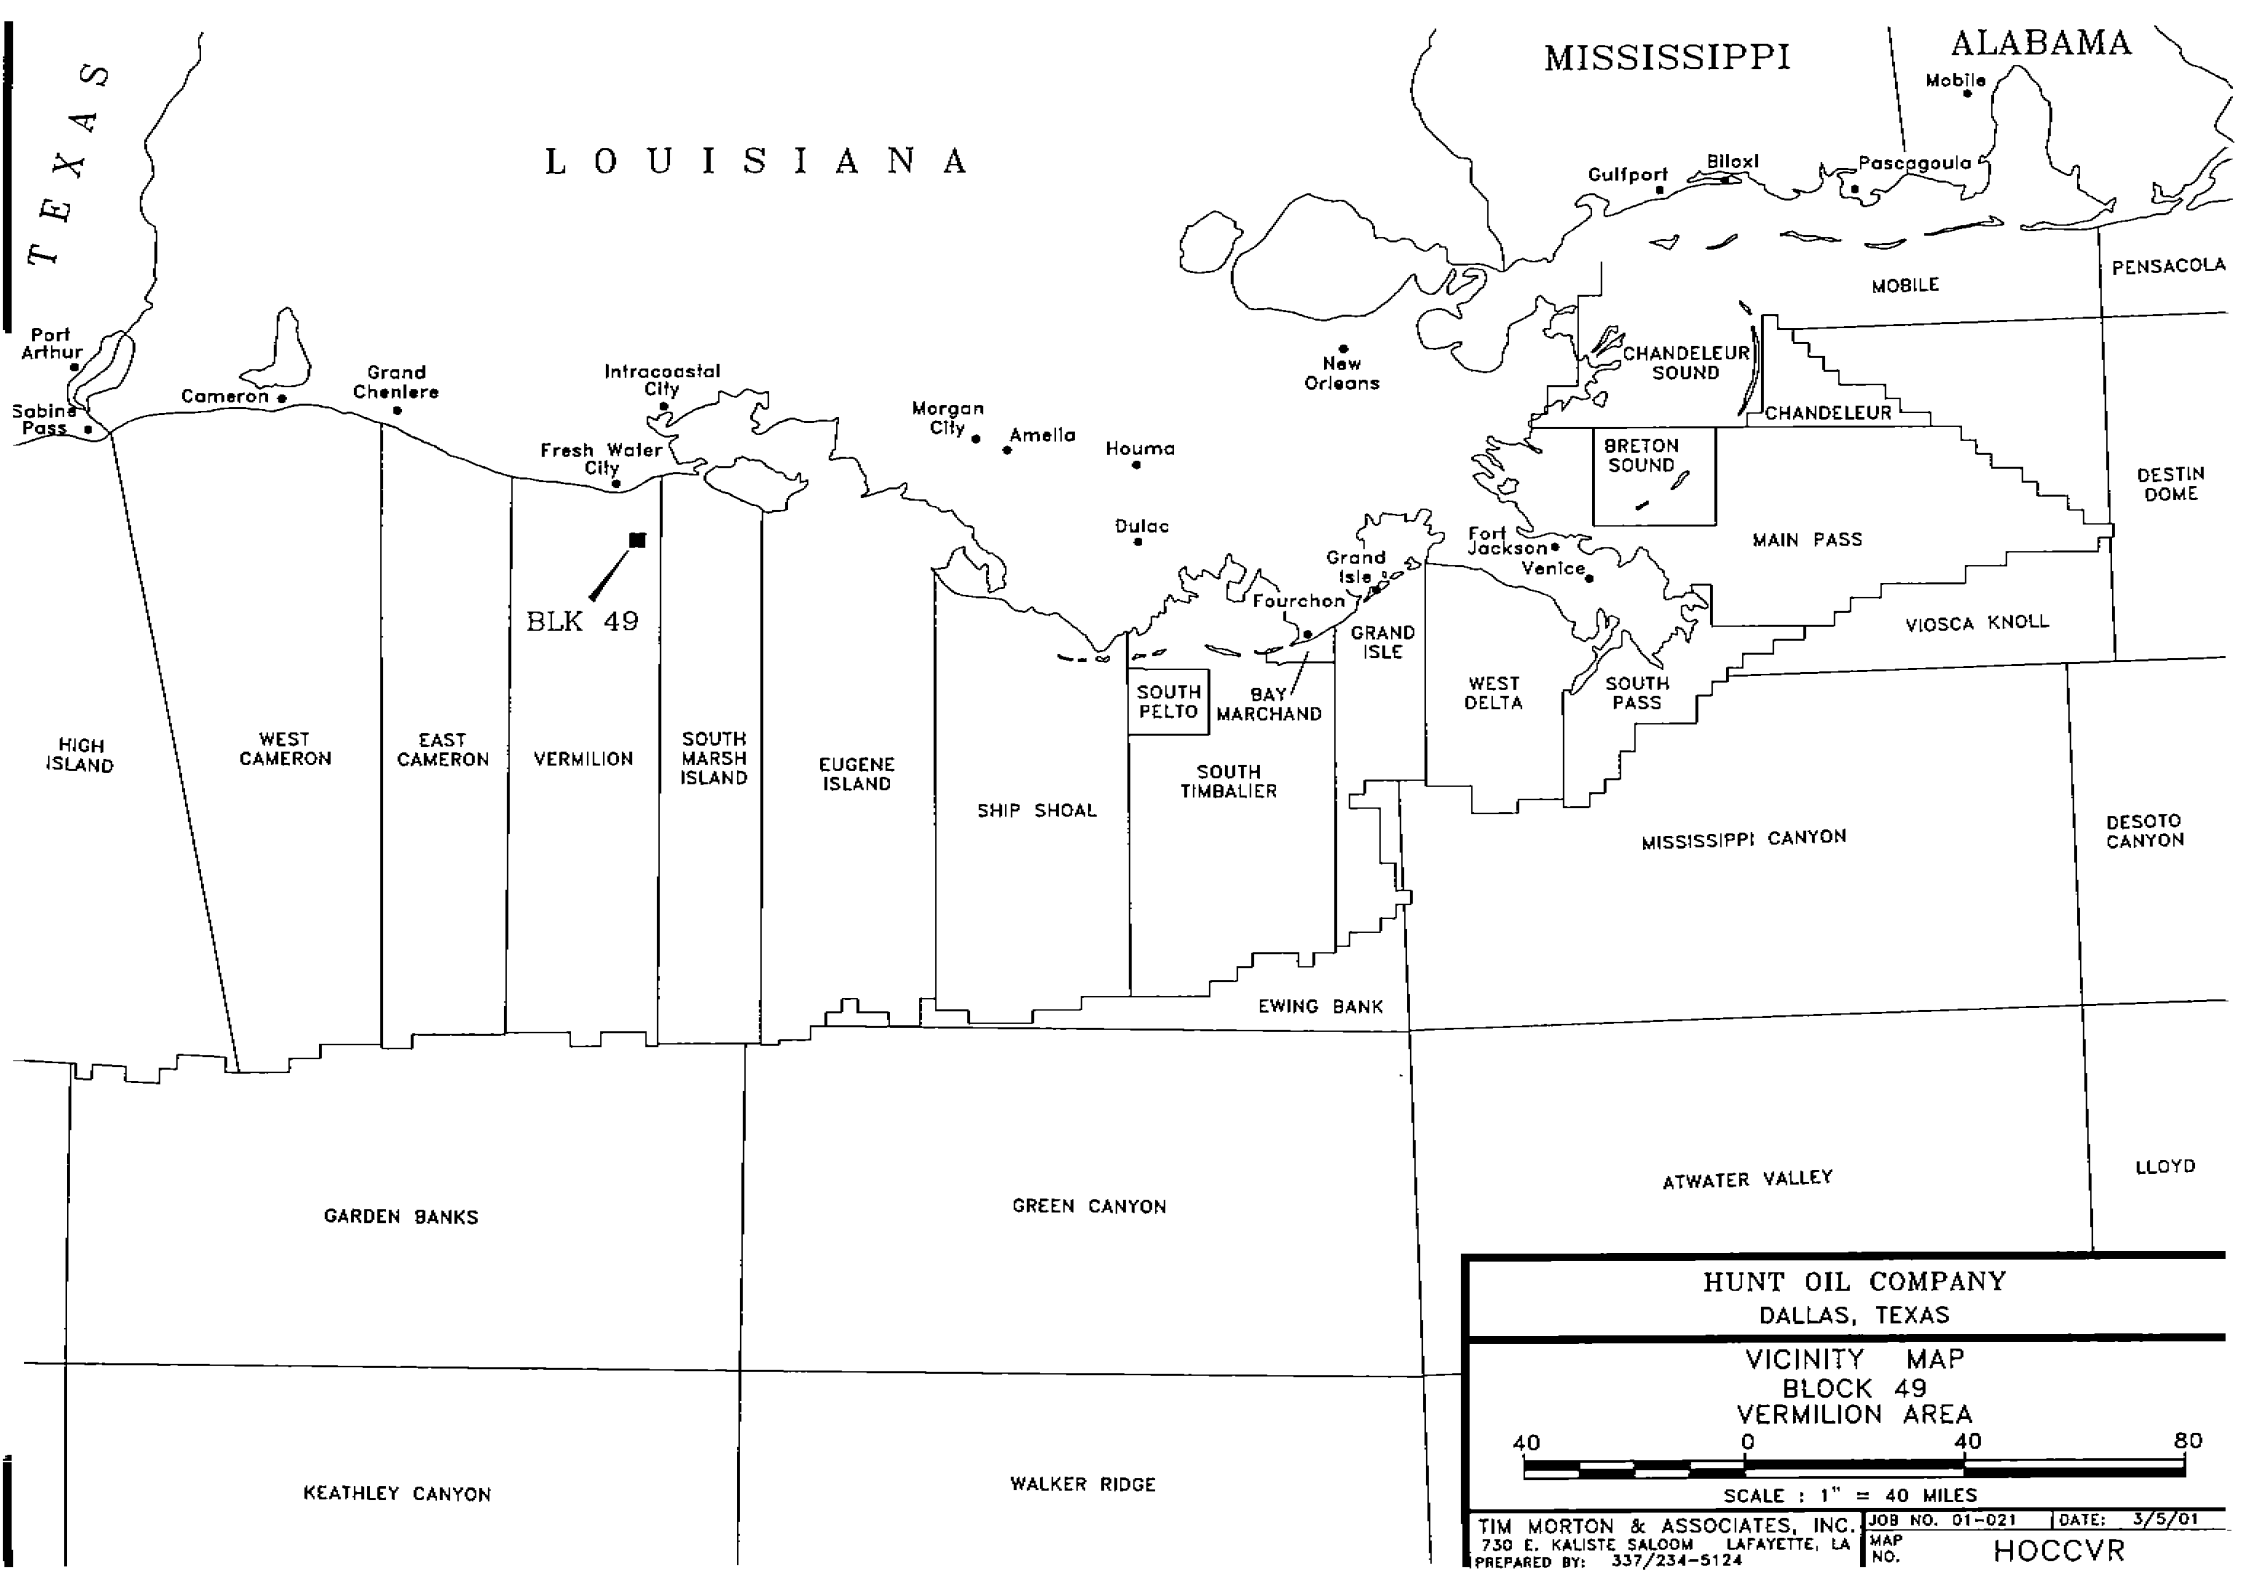 MISSISSIPPI
ALABAMA
TEXAS
LOUISIANA
Mobile
Gulfport
Biloxi
Pascagoula
MOBILE
PENSACOLA
Port
Arthur
Sabine
Pass
Cameron
Grand
Cheniere
Intracoastal
City
Fresh Water
City
Morgan
City
Amelia
Houma
New
Orleans
Dulac
CHANDELEUR
SOUND
CHANDELEUR
BRETON
SOUND
DESTIN
DOME
MAIN PASS
Fort
Jackson
Venice
Grand
Isle
Fourchon
BLK 49
GRAND
ISLE
VIOSCA KNOLL
WEST
DELTA
SOUTH
PASS
SOUTH
PELTO
BAY
MARCHAND
HIGH
ISLAND
WEST
CAMERON
EAST
CAMERON
VERMILION
SOUTH
MARSH
ISLAND
EUGENE
ISLAND
SHIP SHOAL
SOUTH
TIMBALIER
MISSISSIPPI CANYON
DESOTO
CANYON
EWING BANK
GARDEN BANKS
GREEN CANYON
ATWATER VALLEY
LLOYD
KEATHLEY CANYON
WALKER RIDGE
HUNT OIL COMPANY
DALLAS, TEXAS
VICINITY MAP
BLOCK 49
VERMILION AREA
40 0 40 80
SCALE : 1" = 40 MILES
TIM MORTON & ASSOCIATES, INC.
730 E. KALISTE SALOOM LAFAYETTE, LA
PREPARED BY: 337/234-5124
JOB NO. 01-021
DATE: 3/5/01
MAP
NO.
HOCCVR